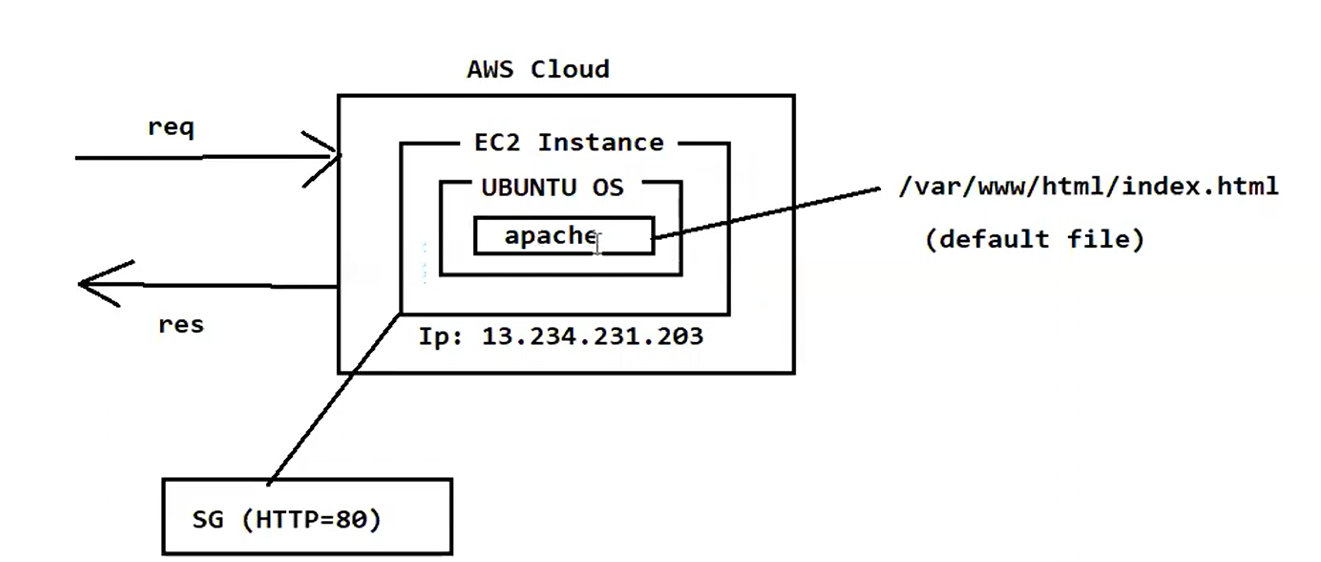 AWS Cloud
req
EC2 Instance
UBUNTU OS
/var/www/html/index.html
apache
(default file)
res
Ip: 13.234.231.203
SG (HTTP=80)